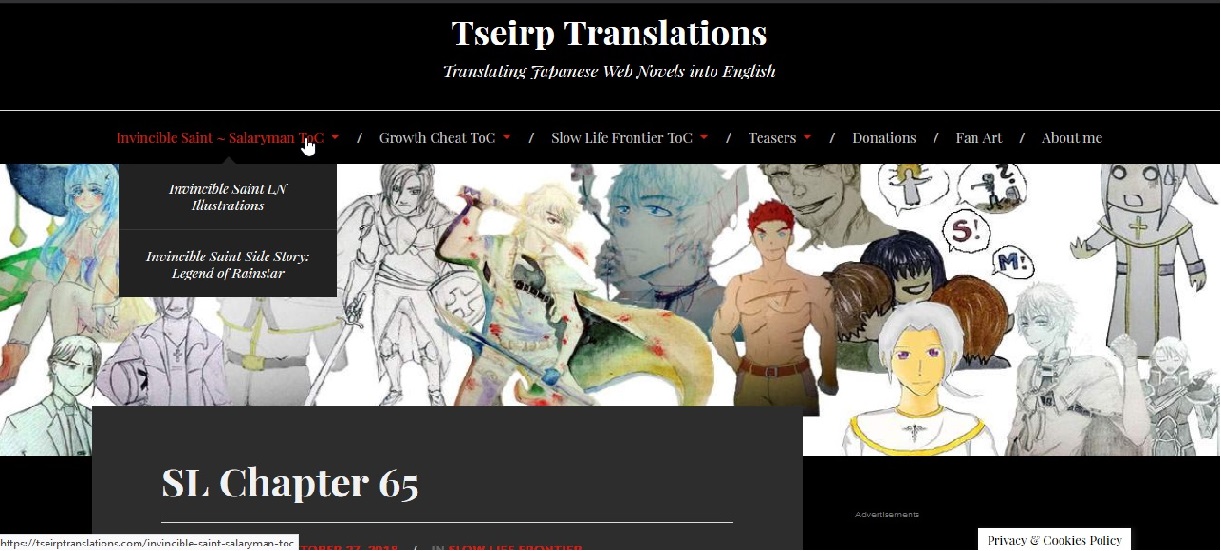 Tseirp Translations
Translating Japanese Web Novels into English
Invincible Saint ~ Salaryman ToC / Growth Cheat ToC / Slow Life Frontier ToC / Teasers / Donations / Fan Art / About me
Invincible Saint LN
Illustrations
Invincible Saint Side Story:
Legend of Rainstar
?
S!
M!
SL Chapter 65
Advertisements
Privacy & Cookies Policy
https://tseirptranslations.com/invincible-saint-salaryman-toc
OCTOBER 27, 2018 / IN SLOW LIFE FRONTIER